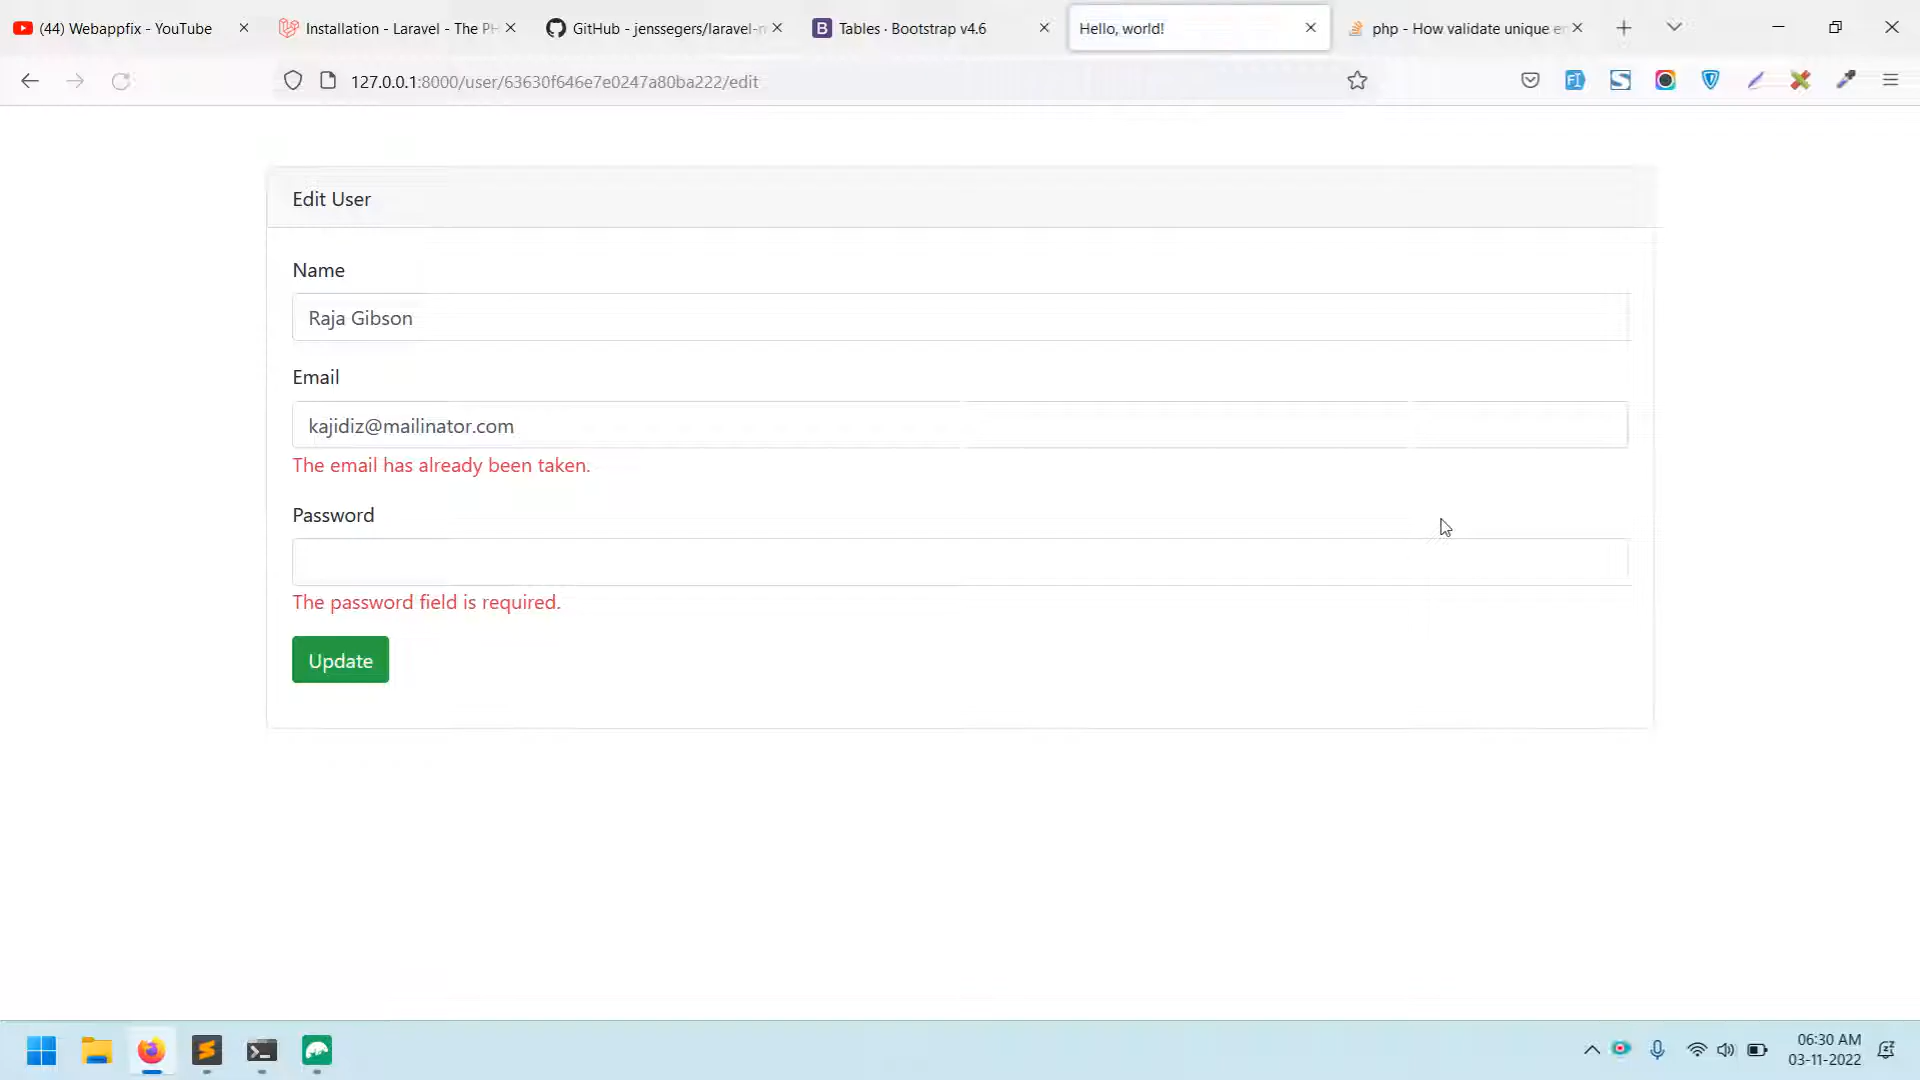 (44) Webappfix - YouTube
Installation - Laravel - The PH
GitHub - jenssegers/laravel-m
Tables · Bootstrap v4.6
Hello, world!
php - How validate unique em
127.0.0.1:8000/user/63630f646e7e0247a80ba222/edit
Edit User
Name
Raja Gibson
Email
kajidiz@mailinator.com
The email has already been taken.
Password
The password field is required.
Update
06:30 AM
03-11-2022